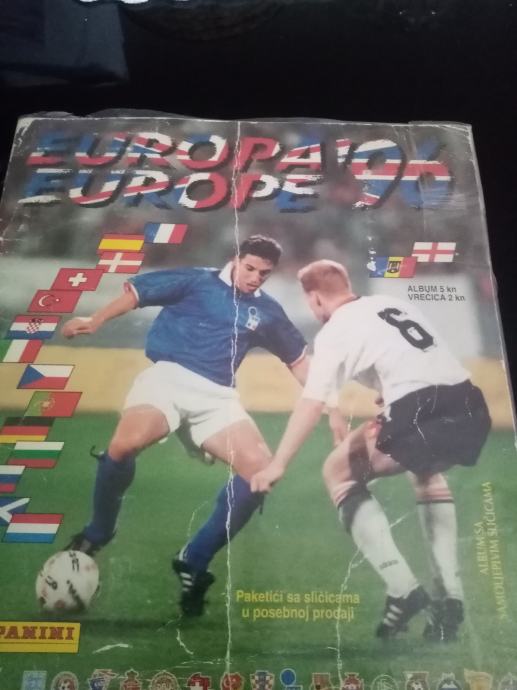 EUROPA '96
EUROPE
ALBUM 5 kn
VREĆICA 2 kn
6
ALBUM SA
SAMOLJEPIVIM SLIČICAMA
Paketići sa sličicama
u posebnoj prodaji
PANINI